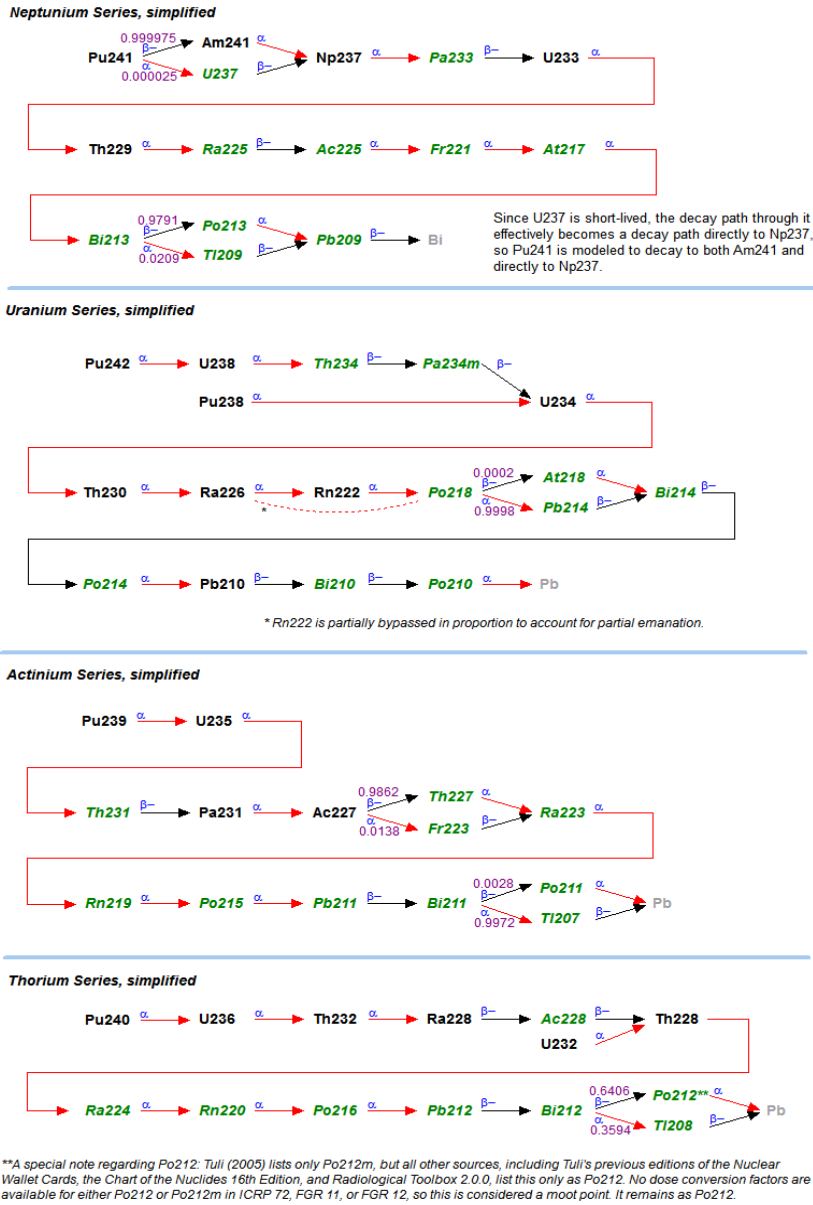 Neptunium Series, simplified
0.999975
β− Am241 α
Pu241 Np237 α Pa233 β− U233 α
α U237 β−
0.000025
Th229 α Ra225 β− Ac225 α Fr221 α At217 α
0.9791 Po213 α
β−
Bi213 Pb209 β− Bi
α Tl209 β−
0.0209
Since U237 is short-lived, the decay path through it
effectively becomes a decay path directly to Np237,
so Pu241 is modeled to decay to both Am241 and
directly to Np237.
Uranium Series, simplified
Pu242 α U238 α Th234 β− Pa234m β−
Pu238 α U234 α
0.0002 At218 α
β−
Th230 α Ra226 α Rn222 α Po218 Bi214 β−
* α Pb214 β−
0.9998
Po214 α Pb210 β− Bi210 β− Po210 α Pb
* Rn222 is partially bypassed in proportion to account for partial emanation.
Actinium Series, simplified
Pu239 α U235 α
0.9862 Th227 α
β−
Th231 β− Pa231 α Ac227 Ra223 α
α Fr223 β−
0.0138
0.0028 Po211 α
β−
Rn219 α Po215 α Pb211 β− Bi211 Pb
α Tl207 β−
0.9972
Thorium Series, simplified
Pu240 α U236 α Th232 α Ra228 β− Ac228 β− Th228
U232 α
0.6406 Po212** α
β−
Ra224 α Rn220 α Po216 α Pb212 β− Bi212 Pb
α Tl208 β−
0.3594
**A special note regarding Po212: Tuli (2005) lists only Po212m, but all other sources, including Tuli's previous editions of the Nuclear
Wallet Cards, the Chart of the Nuclides 16th Edition, and Radiological Toolbox 2.0.0, list this only as Po212. No dose conversion factors are
available for either Po212 or Po212m in ICRP 72, FGR 11, or FGR 12, so this is considered a moot point. It remains as Po212.